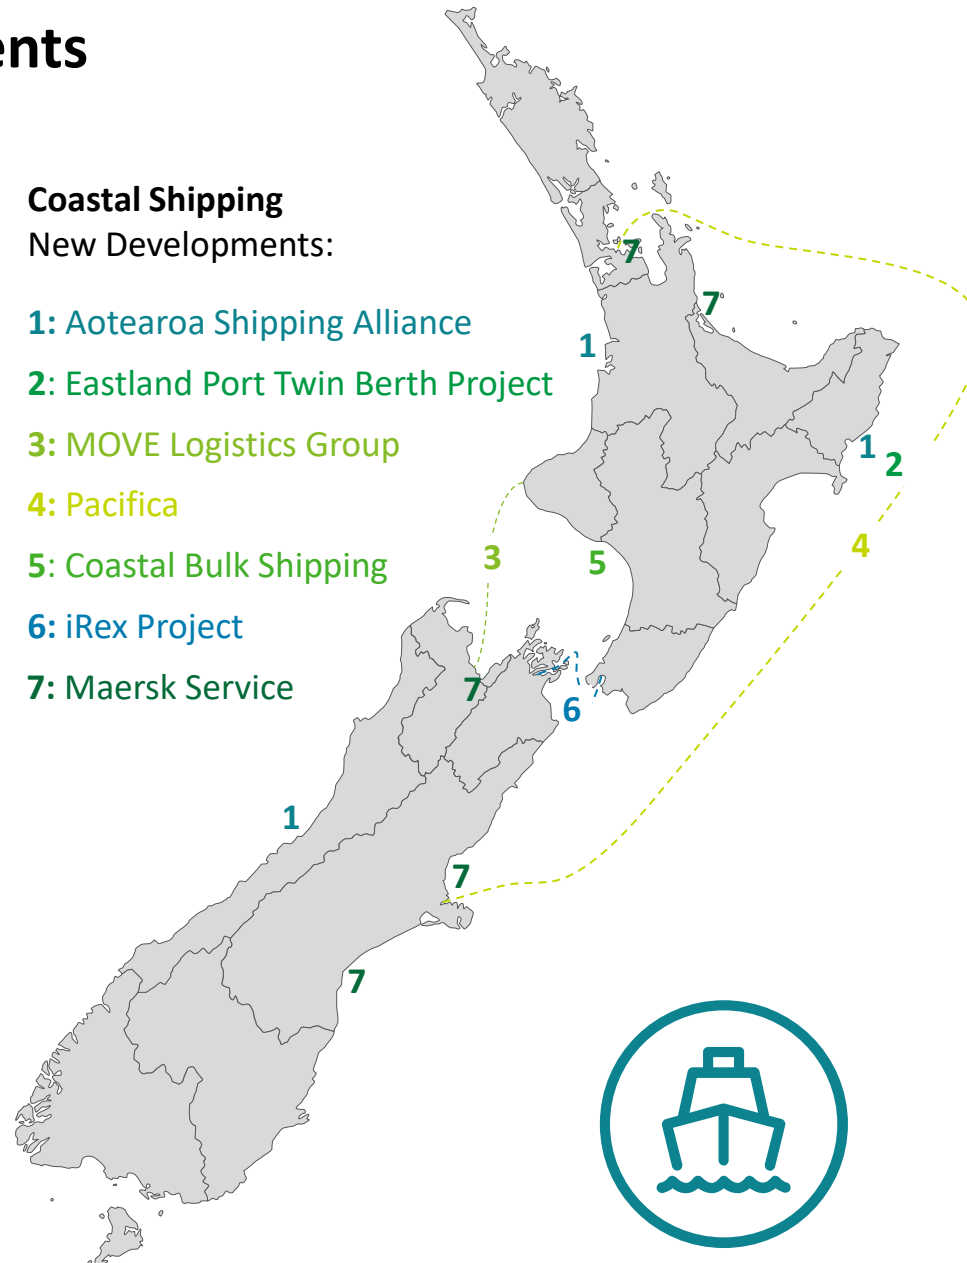 ents
Coastal Shipping
New Developments:
1: Aotearoa Shipping Alliance
2: Eastland Port Twin Berth Project
3: MOVE Logistics Group
4: Pacifica
5: Coastal Bulk Shipping
6: iRex Project
7: Maersk Service
7
7
1
1
2
4
3
5
7
6
1
7
7